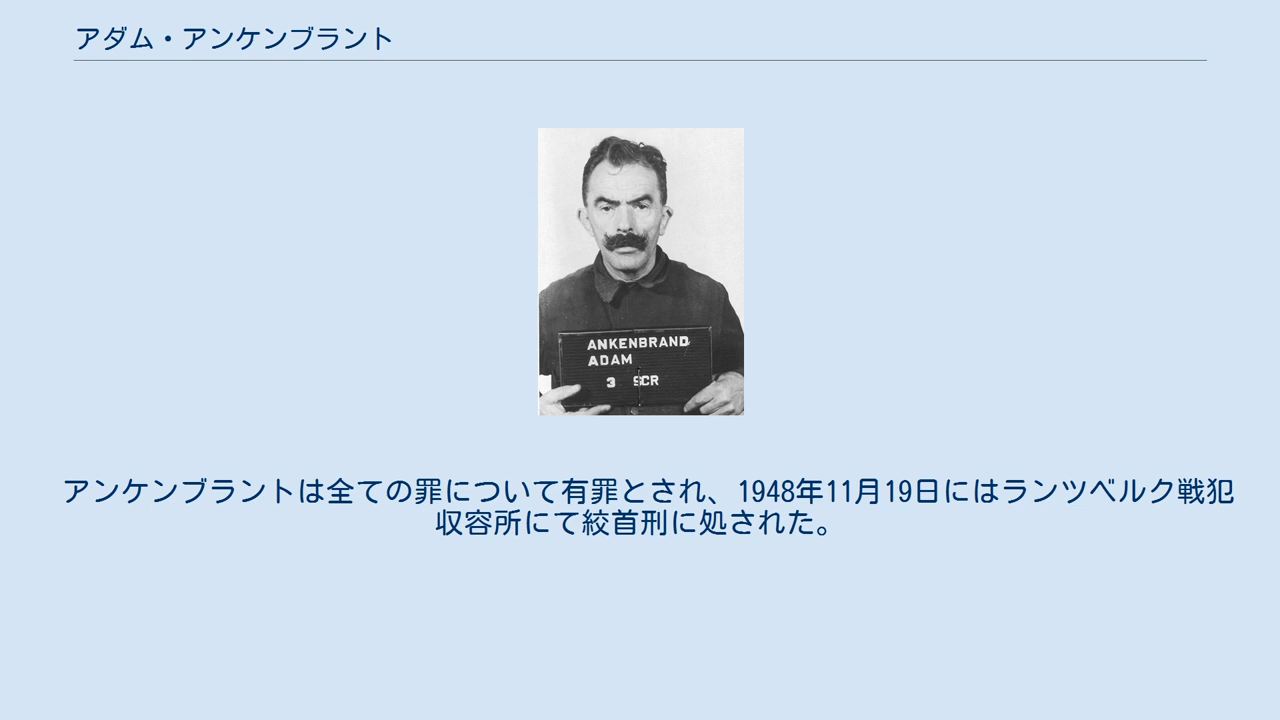 アダム・アンケンブラント
ANKENBRAND
ADAM
3 SCR
アンケンブラントは全ての罪について有罪とされ、1948年11月19日にはランツベルク戦犯
収容所にて絞首刑に処された。